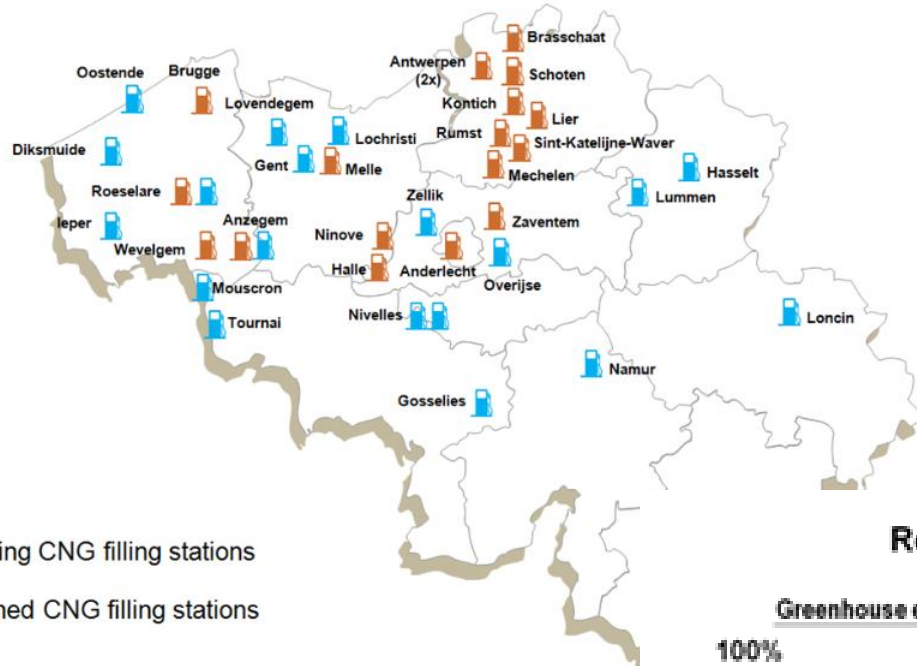 Brasschaat
Antwerpen
(2x)
Schoten
Oostende
Brugge
Kontich
Lovendegem
Lier
Rumst
Lochristi
Sint-Katelijne-Waver
Diksmuide
Gent
Melle
Mechelen
Hasselt
Roeselare
Zellik
Lummen
Ieper
Anzegem
Zaventem
Wevelgem
Ninove
Halle
Anderlecht
Overijse
Mouscron
Nivelles
Loncin
Tournai
Namur
Gosselies
ing CNG filling stations
ned CNG filling stations
Greenhouse
100%